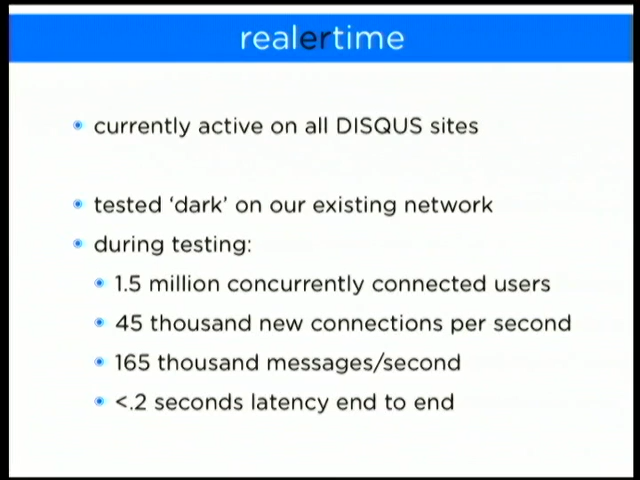 realertime
currently active on all DISQUS sites
tested ‘dark’ on our existing network
during testing:
1.5 million concurrently connected users
45 thousand new connections per second
165 thousand messages/second
<.2 seconds latency end to end